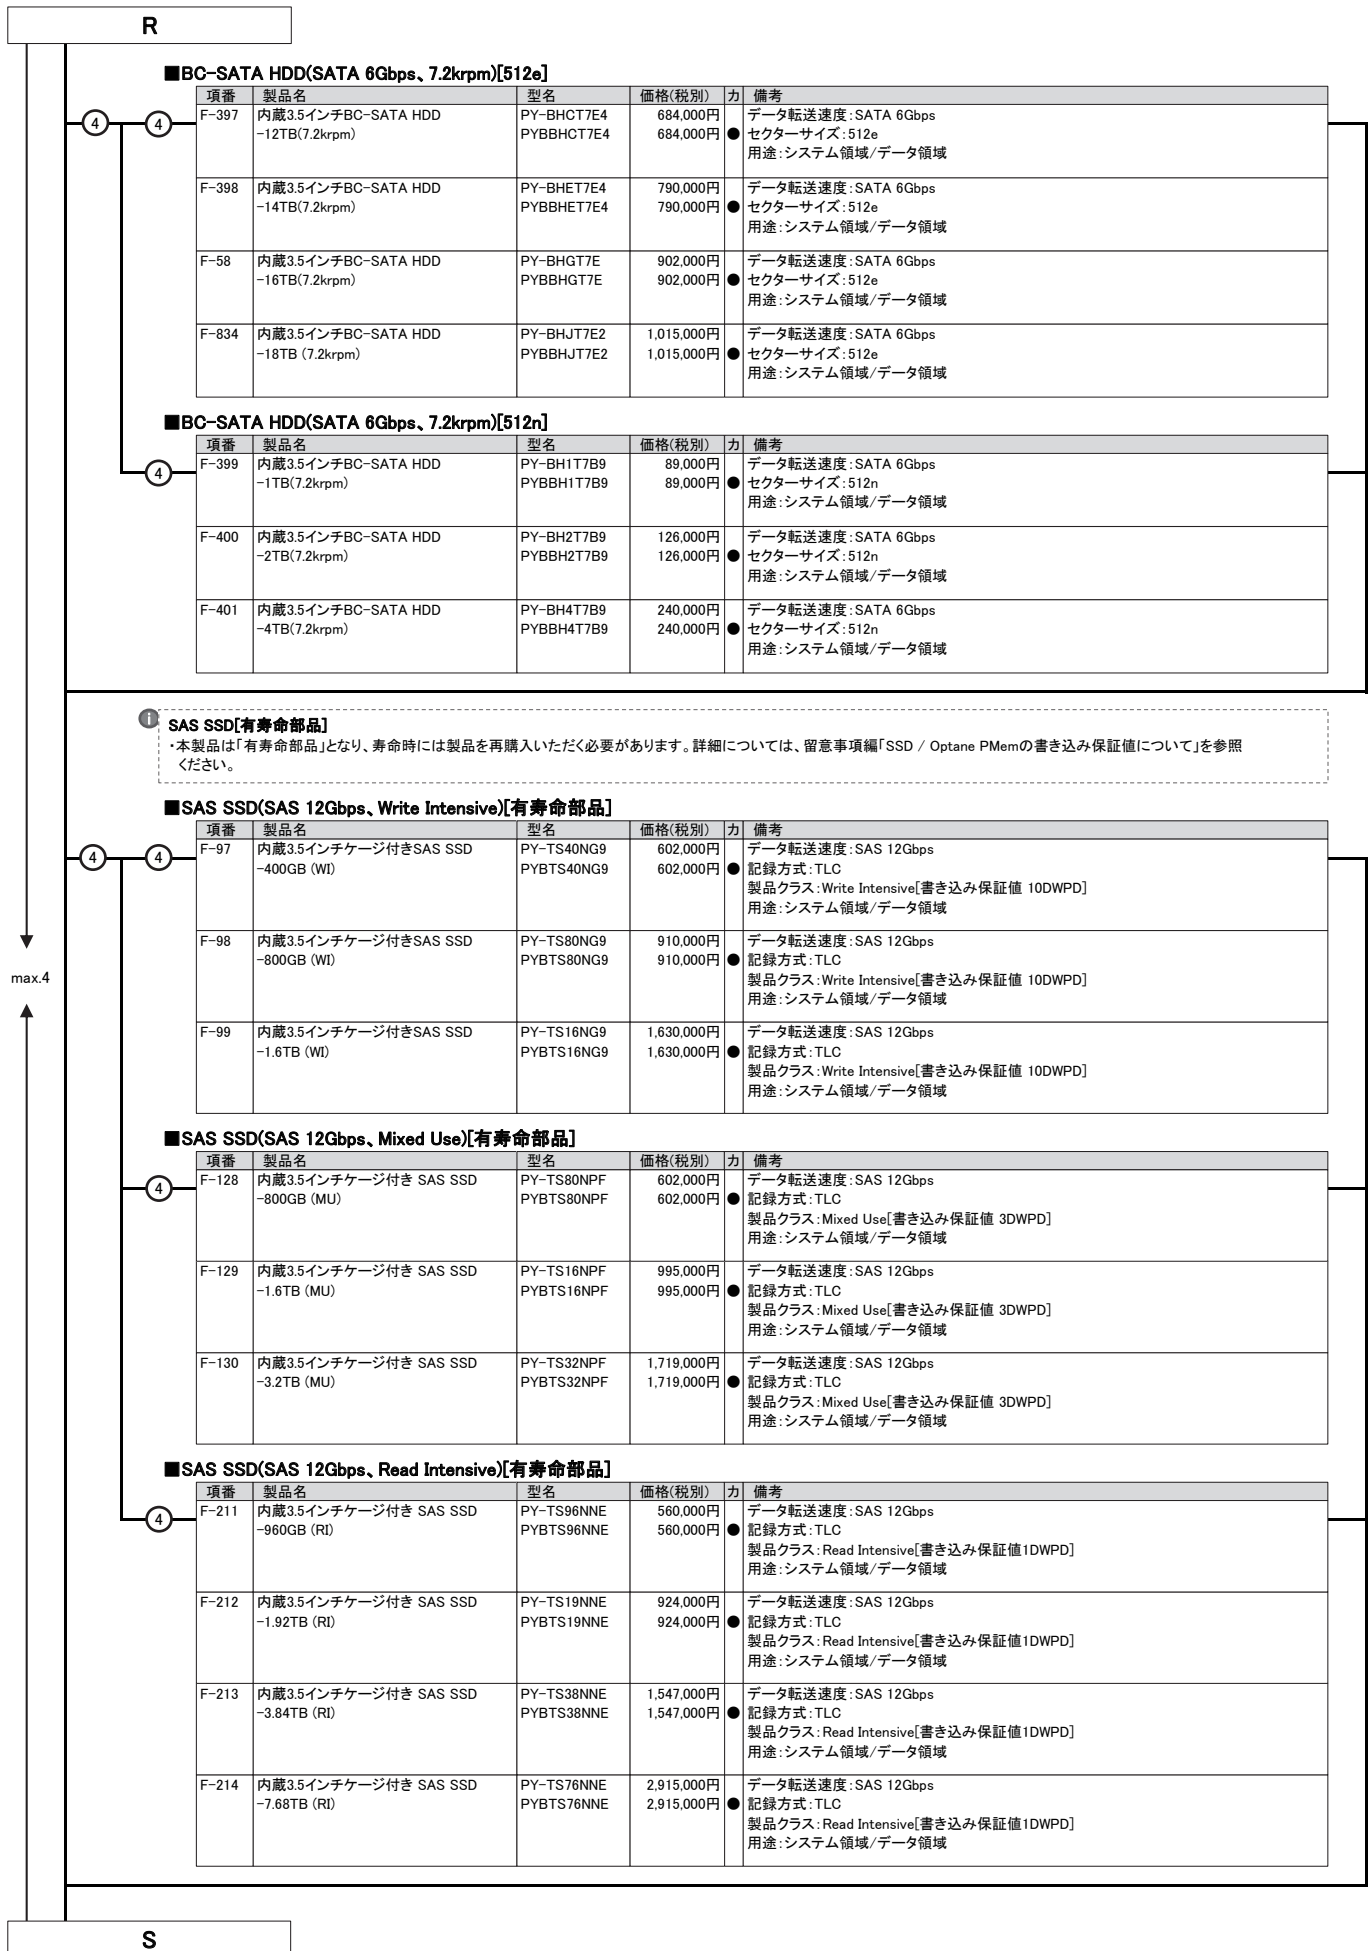 R
■BC-SATA HDD(SATA 6Gbps、7.2krpm)[512e]
項番 製品名 型名 価格(税別) カ 備考
4 4 F-397 内蔵3.5インチBC-SATA HDD PY-BHCT7E4 684,000円 データ転送速度:SATA 6Gbps
-12TB(7.2krpm) PYBBHCT7E4 684,000円 ● セクターサイズ:512e
用途:システム領域/データ領域
F-398 内蔵3.5インチBC-SATA HDD PY-BHET7E4 790,000円 データ転送速度:SATA 6Gbps
-14TB(7.2krpm) PYBBHET7E4 790,000円 ● セクターサイズ:512e
用途:システム領域/データ領域
F-58 内蔵3.5インチBC-SATA HDD PY-BHGT7E 902,000円 データ転送速度:SATA 6Gbps
-16TB(7.2krpm) PYBBHGT7E 902,000円 ● セクターサイズ:512e
用途:システム領域/データ領域
F-834 内蔵3.5インチBC-SATA HDD PY-BHJT7E2 1,015,000円 データ転送速度:SATA 6Gbps
-18TB (7.2krpm) PYBBHJT7E2 1,015,000円 ● セクターサイズ:512e
用途:システム領域/データ領域
■BC-SATA HDD(SATA 6Gbps、7.2krpm)[512n]
項番 製品名 型名 価格(税別) カ 備考
4 F-399 内蔵3.5インチBC-SATA HDD PY-BH1T7B9 89,000円 データ転送速度:SATA 6Gbps
-1TB(7.2krpm) PYBBH1T7B9 89,000円 ● セクターサイズ:512n
用途:システム領域/データ領域
F-400 内蔵3.5インチBC-SATA HDD PY-BH2T7B9 126,000円 データ転送速度:SATA 6Gbps
-2TB(7.2krpm) PYBBH2T7B9 126,000円 ● セクターサイズ:512n
用途:システム領域/データ領域
F-401 内蔵3.5インチBC-SATA HDD PY-BH4T7B9 240,000円 データ転送速度:SATA 6Gbps
-4TB(7.2krpm) PYBBH4T7B9 240,000円 ● セクターサイズ:512n
用途:システム領域/データ領域
i SAS SSD[有寿命部品]
・本製品は「有寿命部品」となり、寿命時には製品を再購入いただく必要があります。詳細については、留意事項編「SSD / Optane PMemの書き込み保証値について」を参照
ください。
■SAS SSD(SAS 12Gbps、Write Intensive)[有寿命部品]
項番 製品名 型名 価格(税別) カ 備考
4 4 F-97 内蔵3.5インチケージ付きSAS SSD PY-TS40NG9 602,000円 データ転送速度:SAS 12Gbps
-400GB (WI) PYBTS40NG9 602,000円 ● 記録方式:TLC
製品クラス:Write Intensive[書き込み保証値 10DWPD]
用途:システム領域/データ領域
F-98 内蔵3.5インチケージ付きSAS SSD PY-TS80NG9 910,000円 データ転送速度:SAS 12Gbps
-800GB (WI) PYBTS80NG9 910,000円 ● 記録方式:TLC
製品クラス:Write Intensive[書き込み保証値 10DWPD]
用途:システム領域/データ領域
max.4
F-99 内蔵3.5インチケージ付きSAS SSD PY-TS16NG9 1,630,000円 データ転送速度:SAS 12Gbps
-1.6TB (WI) PYBTS16NG9 1,630,000円 ● 記録方式:TLC
製品クラス:Write Intensive[書き込み保証値 10DWPD]
用途:システム領域/データ領域
■SAS SSD(SAS 12Gbps、Mixed Use)[有寿命部品]
項番 製品名 型名 価格(税別) カ 備考
4 F-128 内蔵3.5インチケージ付き SAS SSD PY-TS80NPF 602,000円 データ転送速度:SAS 12Gbps
-800GB (MU) PYBTS80NPF 602,000円 ● 記録方式:TLC
製品クラス:Mixed Use[書き込み保証値 3DWPD]
用途:システム領域/データ領域
F-129 内蔵3.5インチケージ付き SAS SSD PY-TS16NPF 995,000円 データ転送速度:SAS 12Gbps
-1.6TB (MU) PYBTS16NPF 995,000円 ● 記録方式:TLC
製品クラス:Mixed Use[書き込み保証値 3DWPD]
用途:システム領域/データ領域
F-130 内蔵3.5インチケージ付き SAS SSD PY-TS32NPF 1,719,000円 データ転送速度:SAS 12Gbps
-3.2TB (MU) PYBTS32NPF 1,719,000円 ● 記録方式:TLC
製品クラス:Mixed Use[書き込み保証値 3DWPD]
用途:システム領域/データ領域
■SAS SSD(SAS 12Gbps、Read Intensive)[有寿命部品]
項番 製品名 型名 価格(税別) カ 備考
4 F-211 内蔵3.5インチケージ付き SAS SSD PY-TS96NNE 560,000円 データ転送速度:SAS 12Gbps
-960GB (RI) PYBTS96NNE 560,000円 ● 記録方式:TLC
製品クラス:Read Intensive[書き込み保証値1DWPD]
用途:システム領域/データ領域
F-212 内蔵3.5インチケージ付き SAS SSD PY-TS19NNE 924,000円 データ転送速度:SAS 12Gbps
-1.92TB (RI) PYBTS19NNE 924,000円 ● 記録方式:TLC
製品クラス:Read Intensive[書き込み保証値1DWPD]
用途:システム領域/データ領域
F-213 内蔵3.5インチケージ付き SAS SSD PY-TS38NNE 1,547,000円 データ転送速度:SAS 12Gbps
-3.84TB (RI) PYBTS38NNE 1,547,000円 ● 記録方式:TLC
製品クラス:Read Intensive[書き込み保証値1DWPD]
用途:システム領域/データ領域
F-214 内蔵3.5インチケージ付き SAS SSD PY-TS76NNE 2,915,000円 データ転送速度:SAS 12Gbps
-7.68TB (RI) PYBTS76NNE 2,915,000円 ● 記録方式:TLC
製品クラス:Read Intensive[書き込み保証値1DWPD]
用途:システム領域/データ領域
S